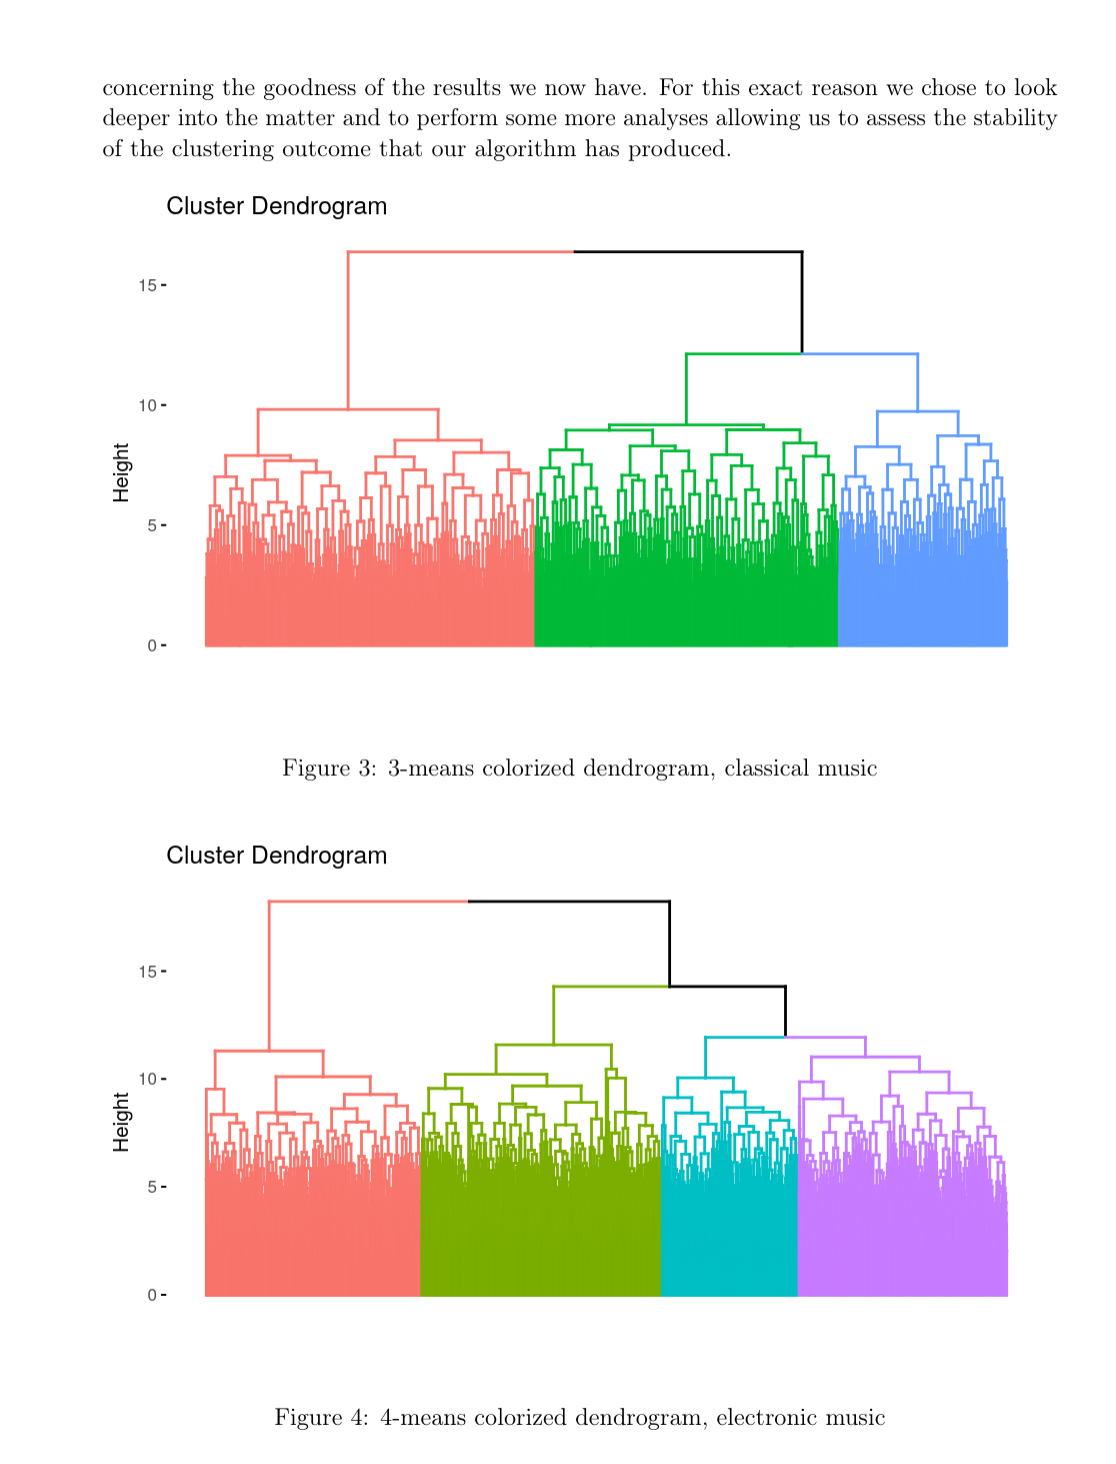 concerning the goodness of the results we now have. For this exact reason we chose to look
deeper into the matter and to perform some more analyses allowing us to assess the stability
of the clustering outcome that our algorithm has produced.
Cluster Dendrogram
15
10
Height
5
0
Figure 3: 3-means colorized dendrogram, classical music
Cluster Dendrogram
15
10
Height
5
0
Figure 4: 4-means colorized dendrogram, electronic music